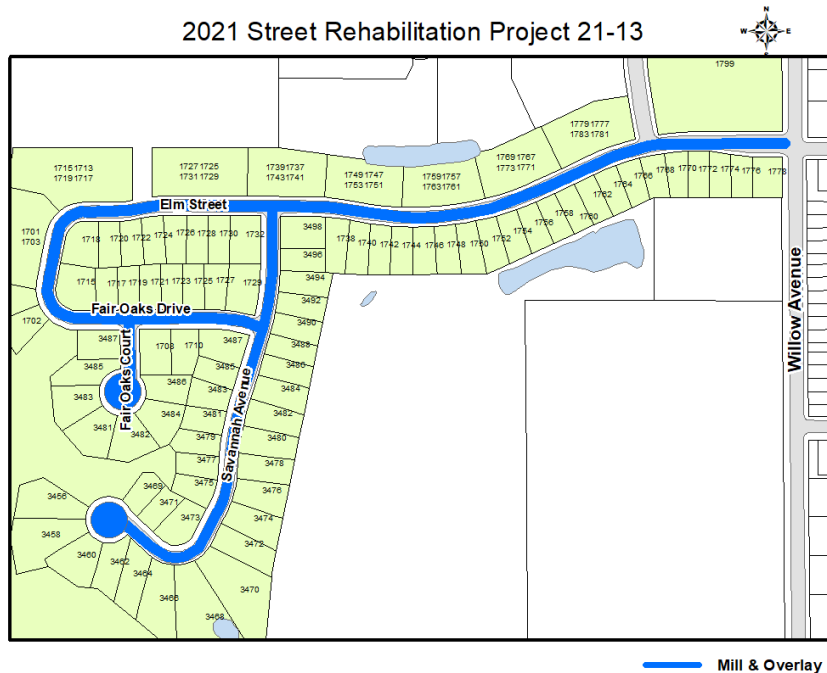 2021 Street Rehabilitation Project 21-13
N
W E
S
1799
1779 1777
1783 1781
1769 1767
1773 1771
1759 1757
1763 1761
1749 1747
1753 1751
1739 1737
1743 1741
1727 1725
1731 1729
1715 1713
1719 1717
1766 1768 1770 1772 1774 1776 1778
1764
1762
1760
1758
1756
1754
1752
Elm Street
1701
1703
1718 1720 1722 1724 1726 1728 1730 1732
3498
1738 1740 1742 1744 1746 1748 1750
3496
3494
1715 1717 1719 1721 1723 1725 1727 1729
3492
Fair Oaks Drive
1702
3490
3487 1708 1710 3487
3488
3486
3485 3485
Fair Oaks Court
3486
3483 3484 3483
3484
3481 3482 3481
3482
3479
3480
3477
3478
3475
3476
Savannah Avenue
Willow Avenue
3456 3469
3471
3473
3474
3458
3460 3462 3464 3466 3468 3470
3472
Mill & Overlay